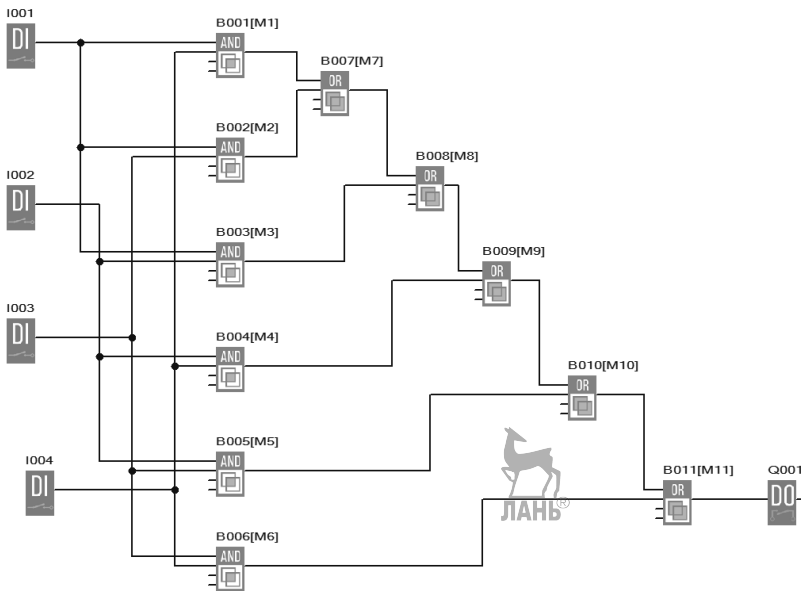 I001
DI
B001[M1]
AND
B007[M7]
OR
B002[M2]
AND
B008[M8]
OR
I002
DI
B003[M3]
AND
B009[M9]
OR
I003
DI
B004[M4]
AND
B010[M10]
OR
B005[M5]
AND
I004
DI
B011[M11]
OR
Q001
DO
ЛАНЬ®
B006[M6]
AND